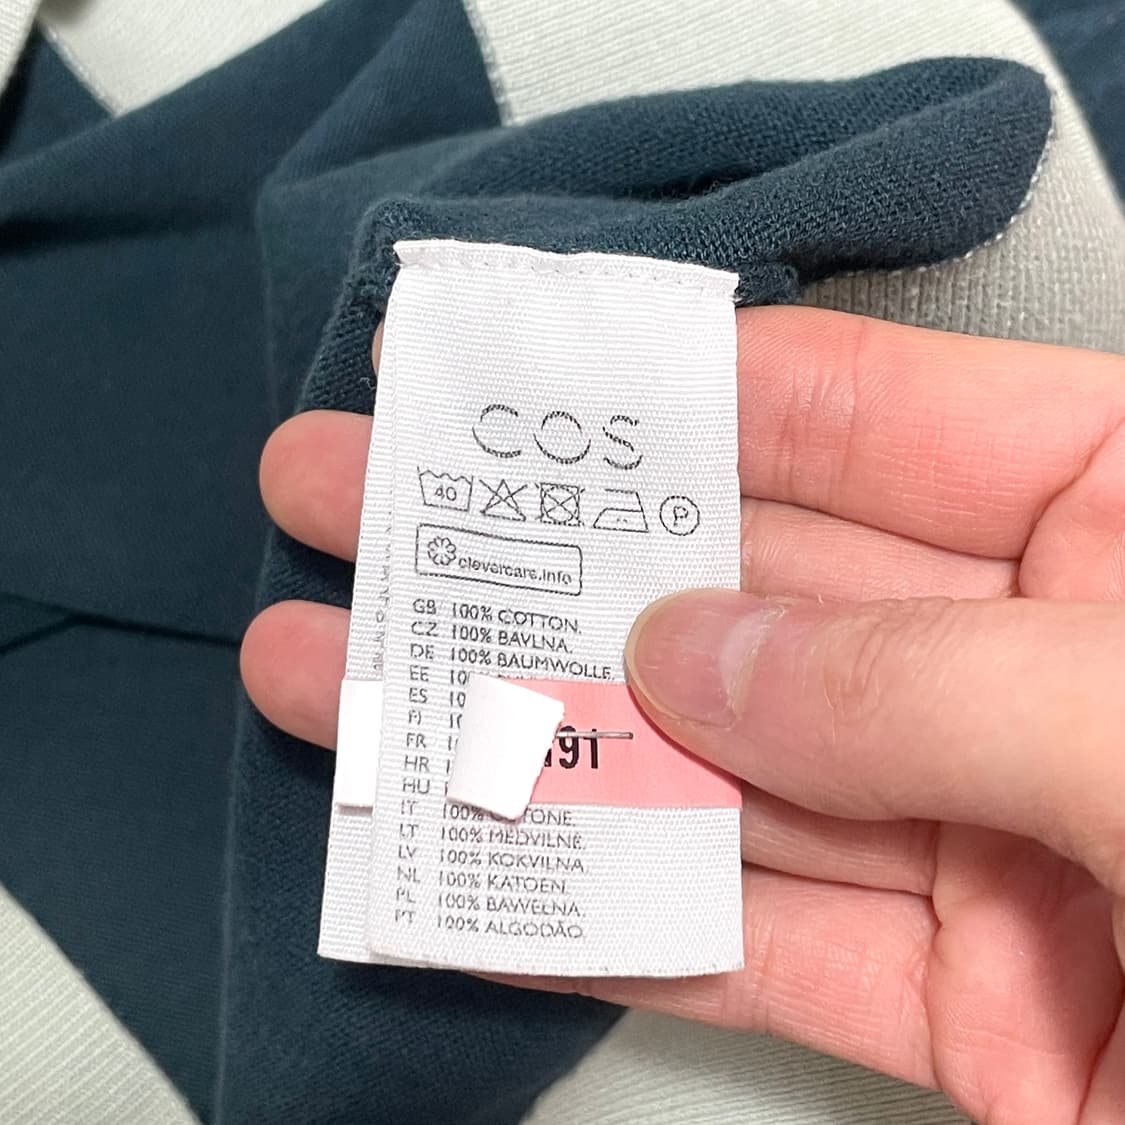 COS
40
P
clevercare.info
GB 100% COTTON.
CZ 100% BAVLNA.
DE 100% BAUMWOLLE.
EE
ES
FI
FR
HR
191
HU
IT 100%
LT 100% MEDVILNĖ.
LV 100% KOKVILNA.
NL 100% KATOEN.
PL 100% BAWEŁNA.
PT 100% ALGODÃO.